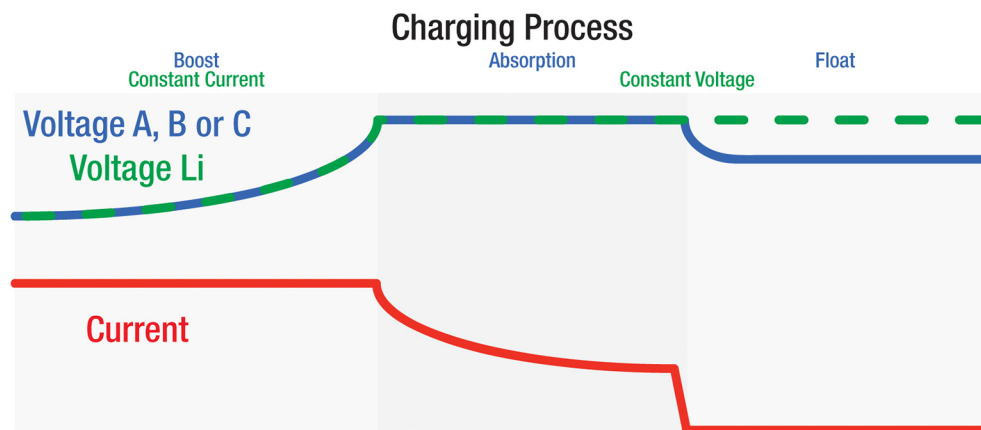 Charging Process
Boost
Constant Current
Absorption
Constant Voltage
Float
Voltage A, B or C
Voltage Li
Current